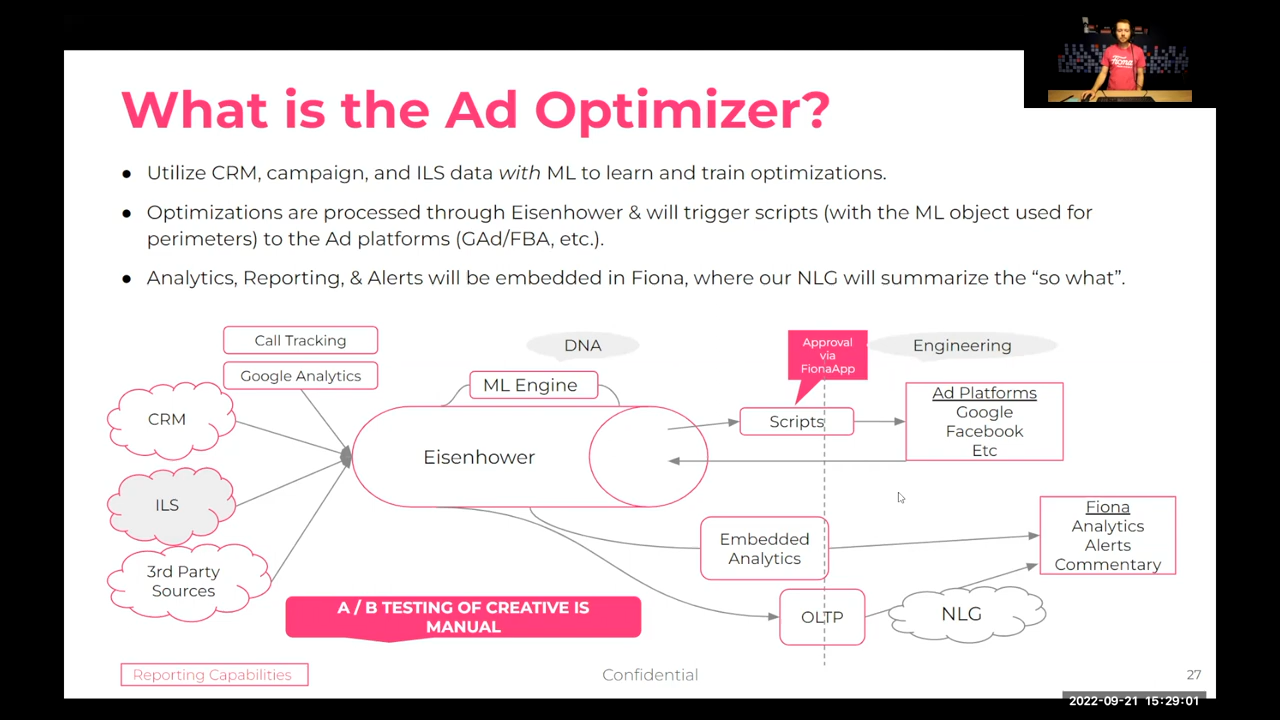 What is the Ad Optimizer?
● Utilize CRM, campaign, and ILS data with ML to learn and train optimizations.
● Optimizations are processed through Eisenhower & will trigger scripts (with the ML object used for
perimeters) to the Ad platforms (GAd/FBA, etc.).
● Analytics, Reporting, & Alerts will be embedded in Fiona, where our NLG will summarize the “so what”.
Call Tracking
Google Analytics
CRM
ILS
3rd Party
Sources
DNA
ML Engine
Eisenhower
Approval
via
FionaApp
Engineering
Scripts
Ad Platforms
Google
Facebook
Etc
Embedded
Analytics
Fiona
Analytics
Alerts
Commentary
OLTP
NLG
A / B TESTING OF CREATIVE IS
MANUAL
Reporting Capabilities
Confidential
27
2022-09-21 15:29:01